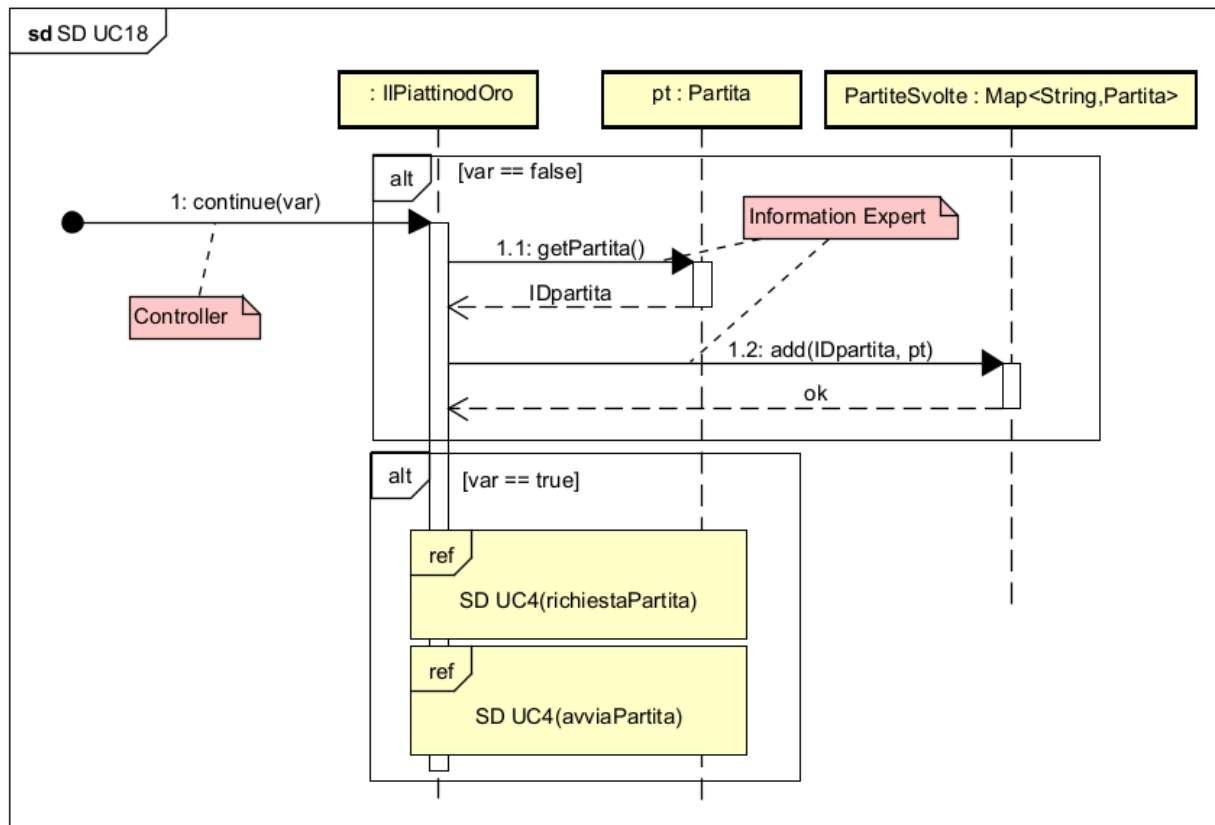 sd SD UC18
: IlPiattinodOro
pt : Partita
PartiteSvolte : Map<String,Partita>
alt
[var == false]
1: continue(var)
Information Expert
1.1: getPartita()
IDpartita
Controller
1.2: add(IDpartita, pt)
ok
alt
[var == true]
ref
SD UC4(richiestaPartita)
ref
SD UC4(avviaPartita)